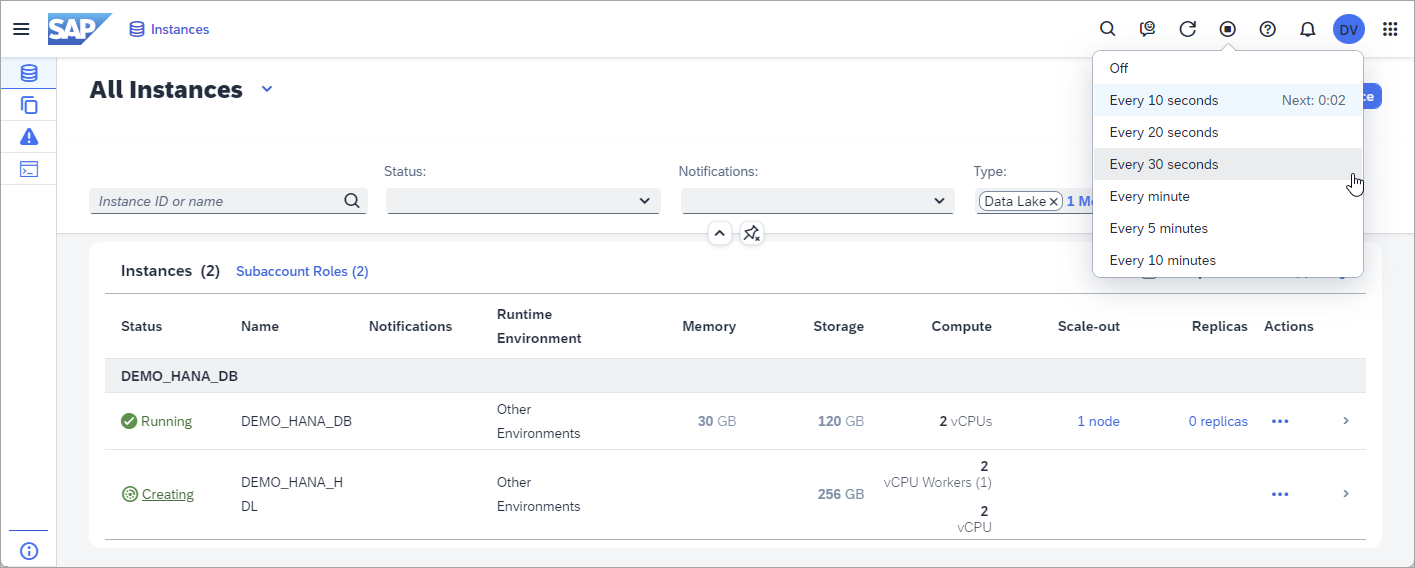 SAP Instances DV
Off
Every 10 seconds Next: 0:02
Every 20 seconds
Every 30 seconds
Every minute
Every 5 minutes
Every 10 minutes
All Instances
Status: Notifications: Type:
Instance ID or name Data Lake
Instances (2) Subaccount Roles (2)
Status Name Notifications Runtime Environment Memory Storage Compute Scale-out Replicas Actions
DEMO_HANA_DB
Running DEMO_HANA_DB Other Environments 30 GB 120 GB 2 vCPUs 1 node 0 replicas
Creating DEMO_HANA_HDL Other Environments 256 GB 2 vCPU Workers (1)
2 vCPU